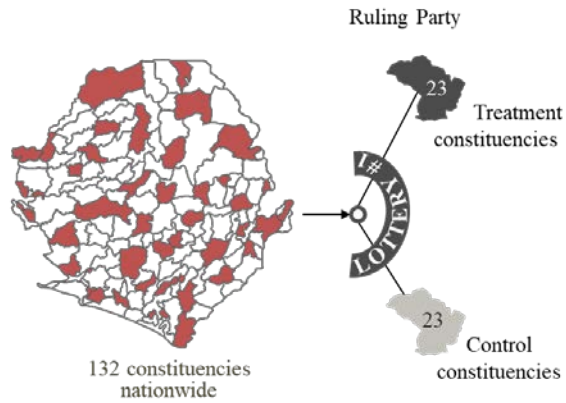 Ruling Party
23
Treatment
constituencies
LOTTERY #1
23
Control
constituencies
132 constituencies
nationwide